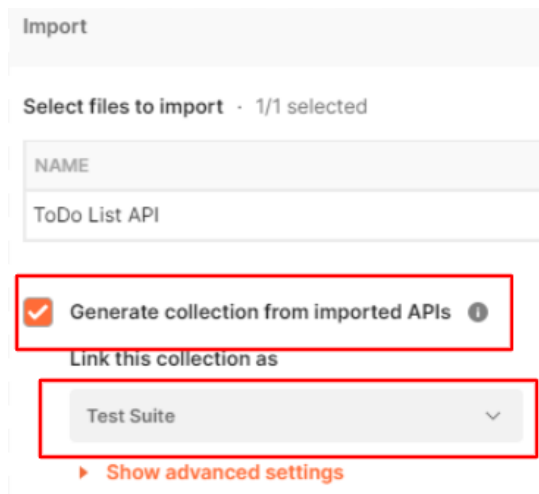 Import
Select files to import · 1/1 selected
NAME
ToDo List API
Generate collection from imported APIs
Link this collection as
Test Suite
Show advanced settings